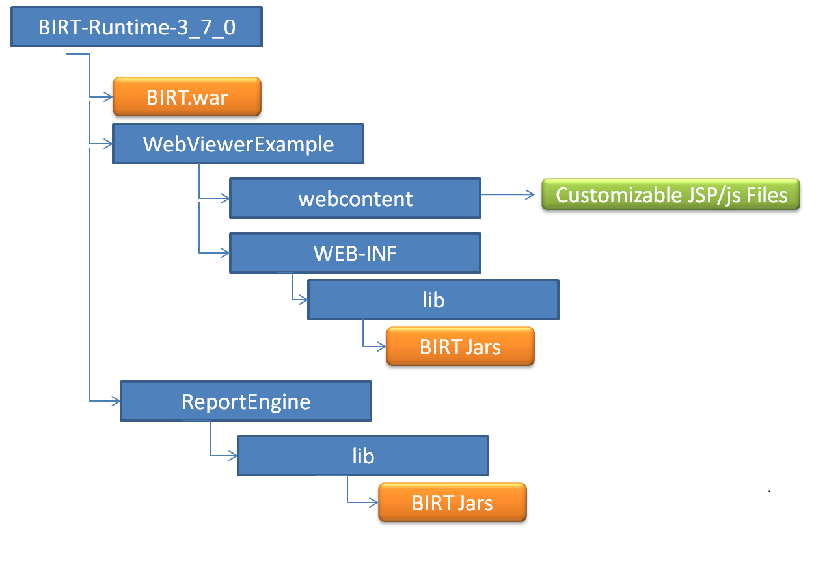 BIRT-Runtime-3_7_0
BIRT.war
WebViewerExample
webcontent
Customizable JSP/js Files
WEB-INF
lib
BIRT Jars
ReportEngine
lib
BIRT Jars